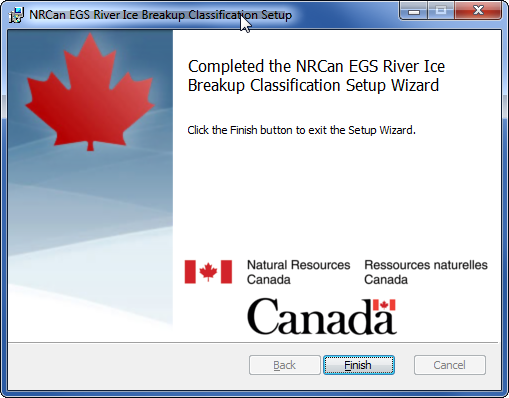 NRCan EGS River Ice Breakup Classification Setup
Completed the NRCan EGS River Ice
Breakup Classification Setup Wizard
Click the Finish button to exit the Setup Wizard.
Natural Resources
Canada
Ressources naturelles
Canada
Canada
Back
Finish
Cancel